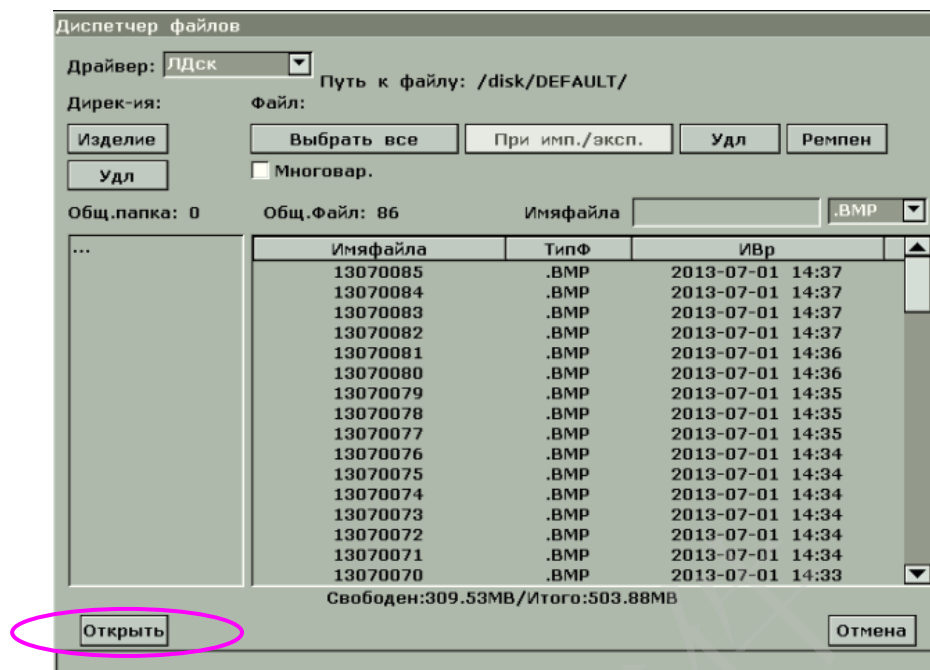 Диспетчер файлов
Драйвер: ЛДск
Путь к файлу: /disk/DEFAULT/
Дирек-ия: Файл:
Изделие Выбрать все При имп./эксп. Удл Ремпен
Удл Многовар.
Общ.папка: 0 Общ.Файл: 86 Имяфайла .BMP
... Имяфайла ТипФ ИВр
13070085 .BMP 2013-07-01 14:37
13070084 .BMP 2013-07-01 14:37
13070083 .BMP 2013-07-01 14:37
13070082 .BMP 2013-07-01 14:37
13070081 .BMP 2013-07-01 14:36
13070080 .BMP 2013-07-01 14:36
13070079 .BMP 2013-07-01 14:35
13070078 .BMP 2013-07-01 14:35
13070077 .BMP 2013-07-01 14:35
13070076 .BMP 2013-07-01 14:34
13070075 .BMP 2013-07-01 14:34
13070074 .BMP 2013-07-01 14:34
13070073 .BMP 2013-07-01 14:34
13070072 .BMP 2013-07-01 14:34
13070071 .BMP 2013-07-01 14:34
13070070 .BMP 2013-07-01 14:33
Свободен:309.53MB/Итого:503.88MB
Открыть Отмена